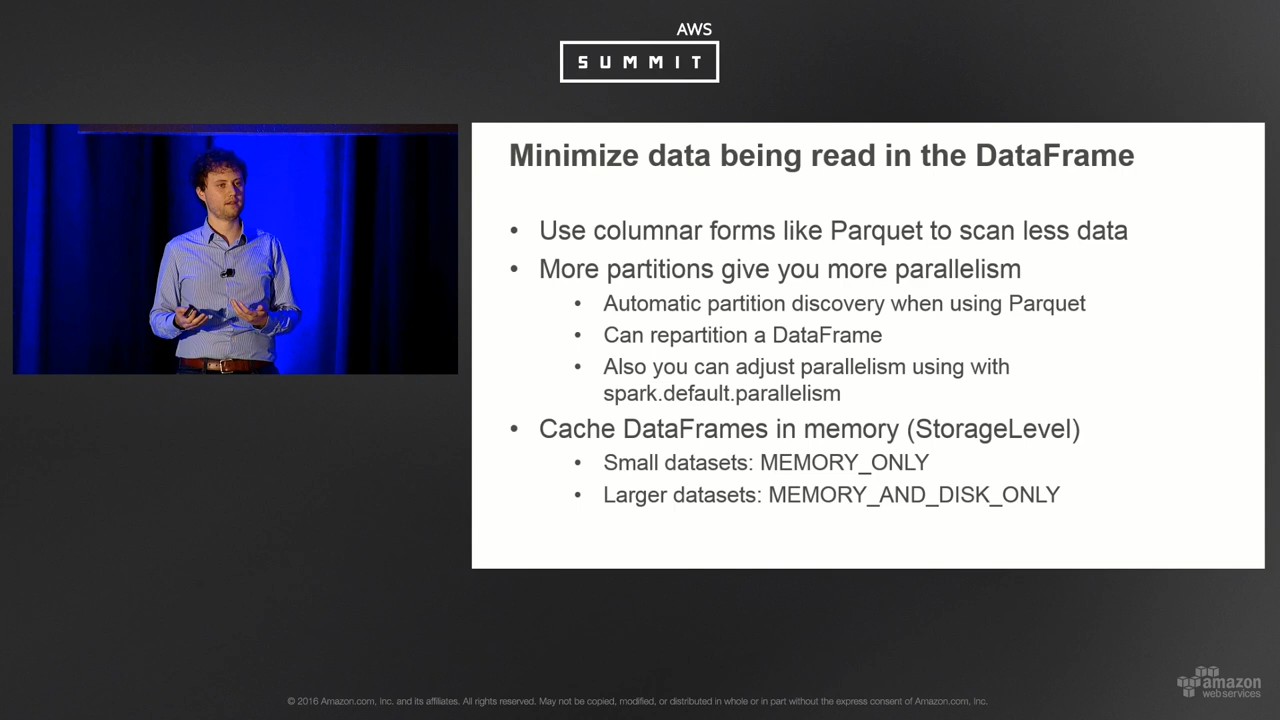 AWS
SUMMIT
Minimize data being read in the DataFrame
• Use columnar forms like Parquet to scan less data
• More partitions give you more parallelism
• Automatic partition discovery when using Parquet
• Can repartition a DataFrame
• Also you can adjust parallelism using with
spark.default.parallelism
• Cache DataFrames in memory (StorageLevel)
• Small datasets: MEMORY_ONLY
• Larger datasets: MEMORY_AND_DISK_ONLY
amazon
web services
© 2016 Amazon.com, Inc. and its affiliates. All rights reserved. May not be copied, modified, or distributed in whole or in part without the express consent of Amazon.com, Inc.